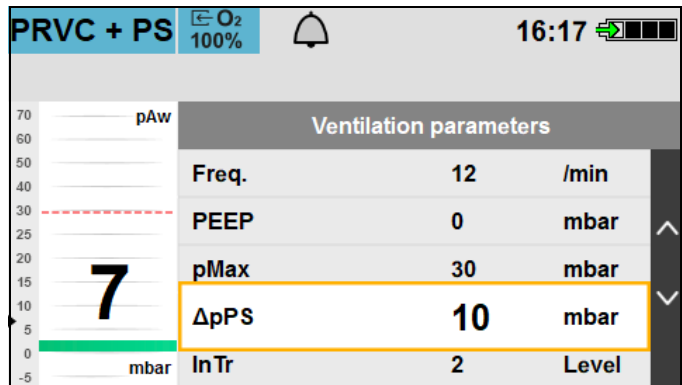 PRVC + PS
O₂
100%
16:17
pAw
70
60
50
40
30
25
20
15
10
5
0
-5
7
mbar
Ventilation parameters
Freq. 12 /min
PEEP 0 mbar
pMax 30 mbar
ΔpPS 10 mbar
InTr 2 Level